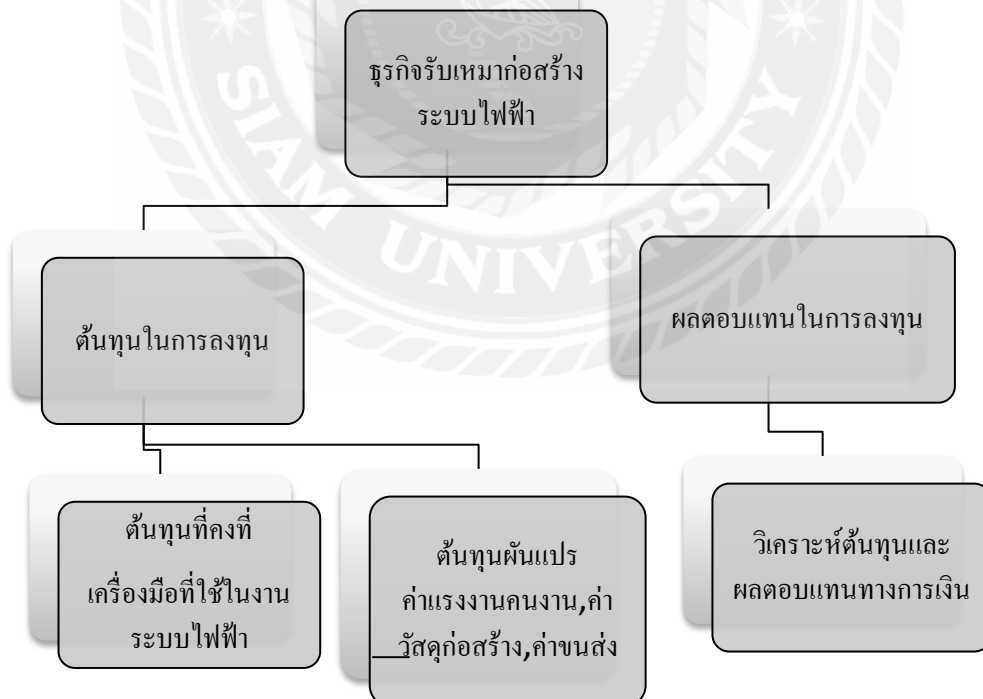 ธุรกิจรับเหมาก่อสร้าง
ระบบไฟฟ้า
SIAM UNIVERSITY
ต้นทุนในการลงทุน
ผลตอบแทนในการลงทุน
ต้นทุนที่คงที่
เครื่องมือที่ใช้ในงาน
ระบบไฟฟ้า
ต้นทุนผันแปร
ค่าแรงงานคนงาน,ค่า
วัสดุก่อสร้าง,ค่าขนส่ง
วิเคราะห์ต้นทุนและ
ผลตอบแทนทางการเงิน